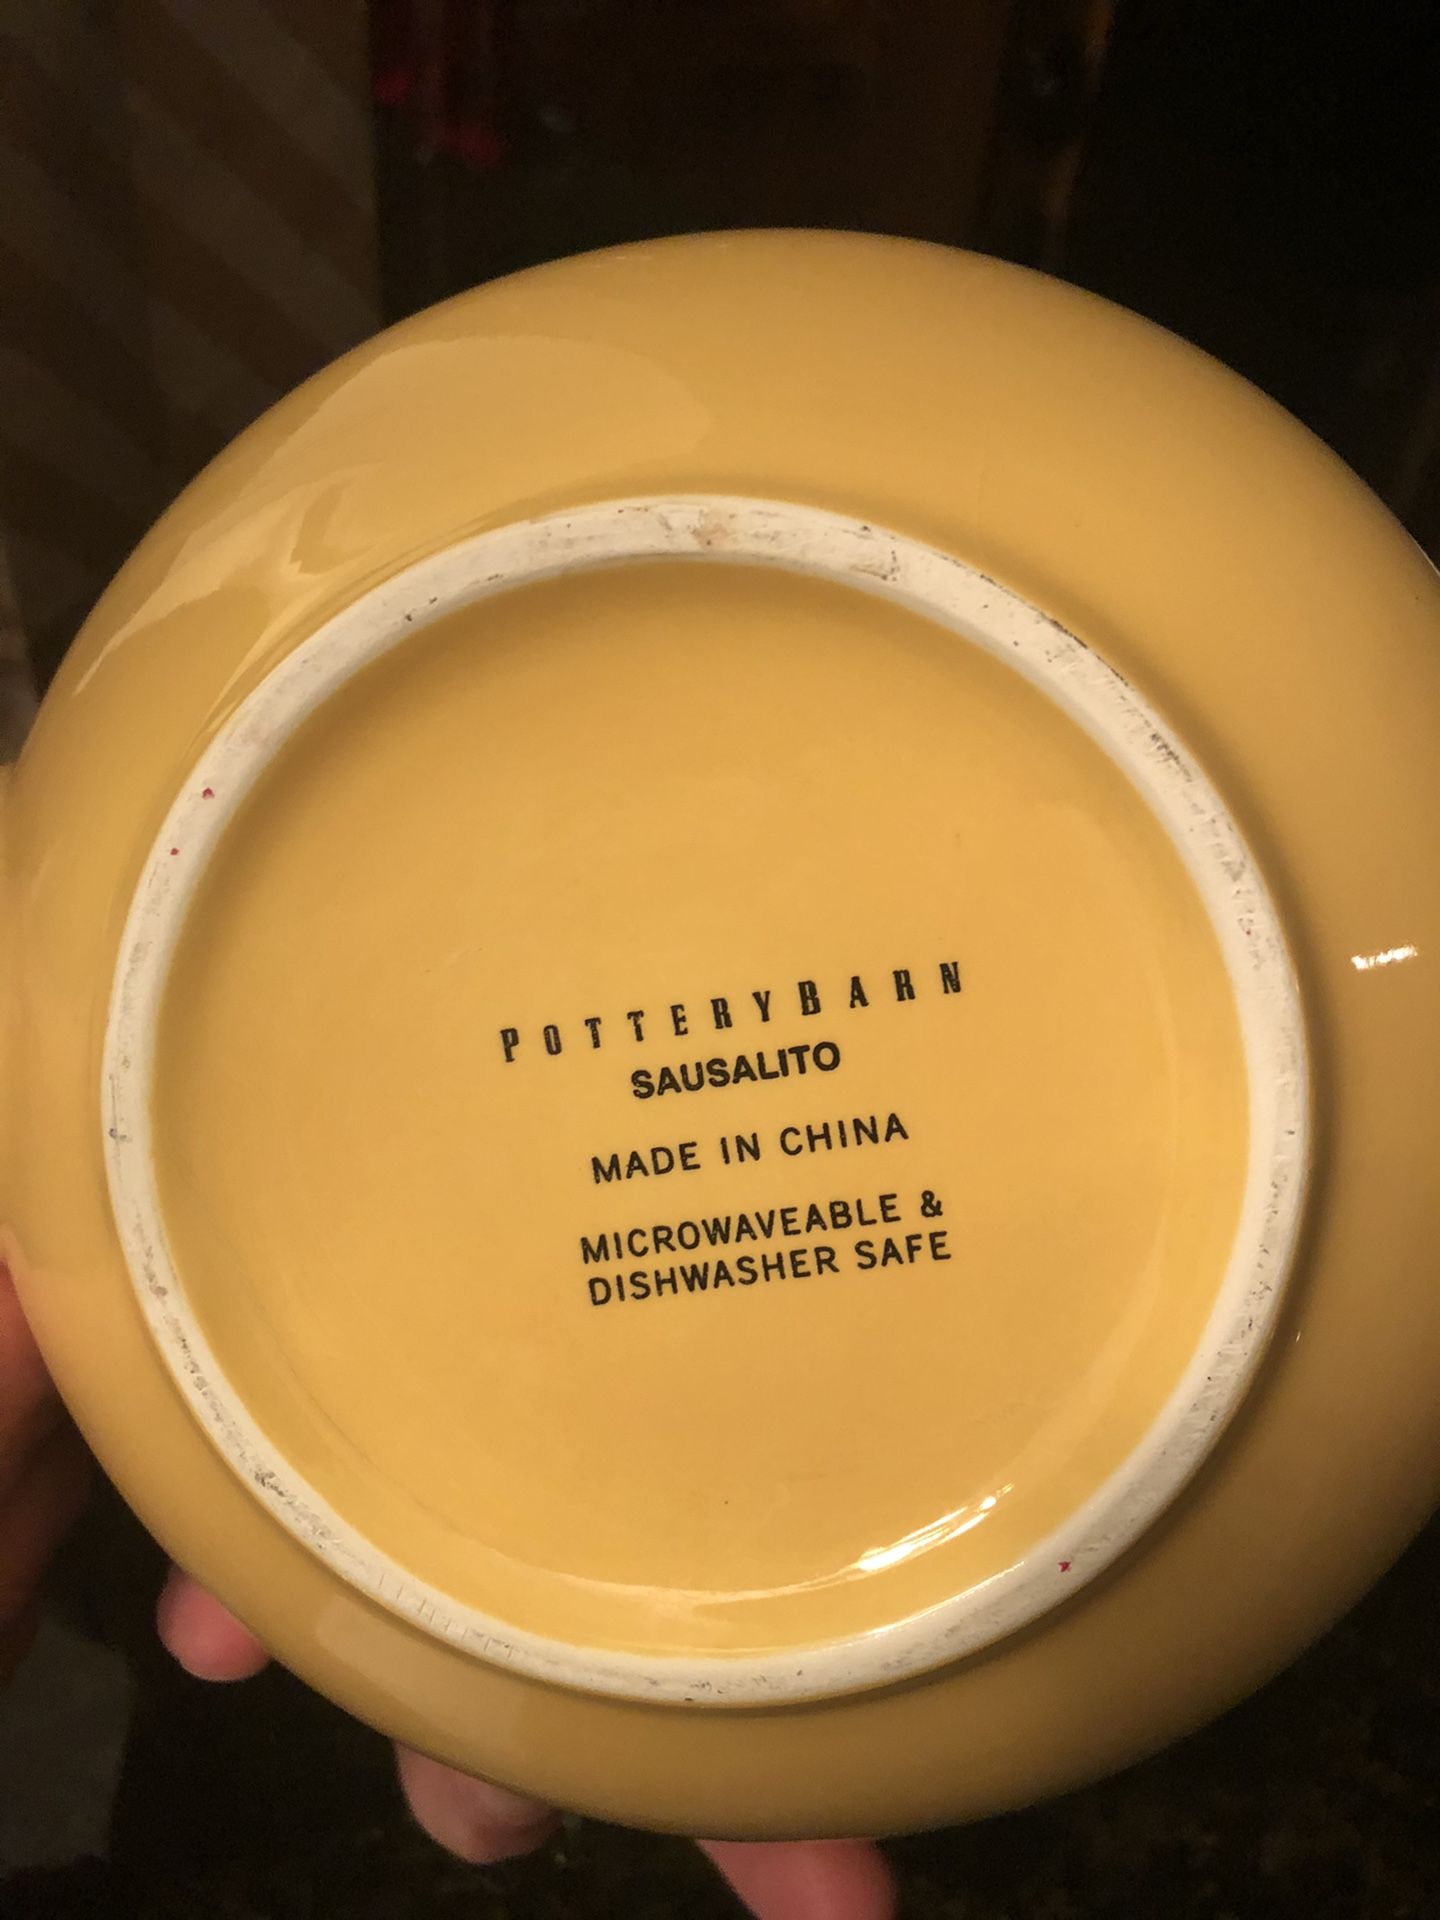 POTTERYBARN
SAUSALITO
MADE IN CHINA
MICROWAVEABLE &
DISHWASHER SAFE